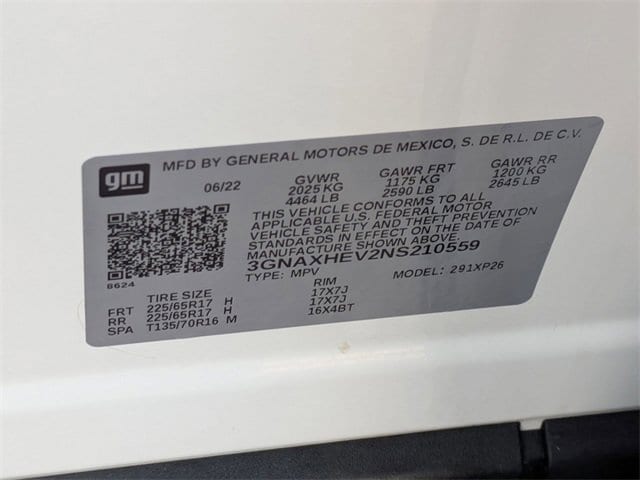 gm MFD BY GENERAL MOTORS DE MEXICO, S. DE R.L. DE C.V.
06/22 GVWR GAWR FRT GAWR RR
2025 KG 1175 KG 1200 KG
4464 LB 2590 LB 2645 LB
THIS VEHICLE CONFORMS TO ALL
APPLICABLE U.S. FEDERAL MOTOR
VEHICLE SAFETY AND THEFT PREVENTION
STANDARDS IN EFFECT ON THE DATE OF
MANUFACTURE SHOWN ABOVE.
3GNAXHEV2NS210559
TYPE: MPV MODEL: 291XP26
8624
TIRE SIZE RIM
FRT 225/65R17 H 17X7J
RR 225/65R17 H 17X7J
SPA T135/70R16 M 16X4BT